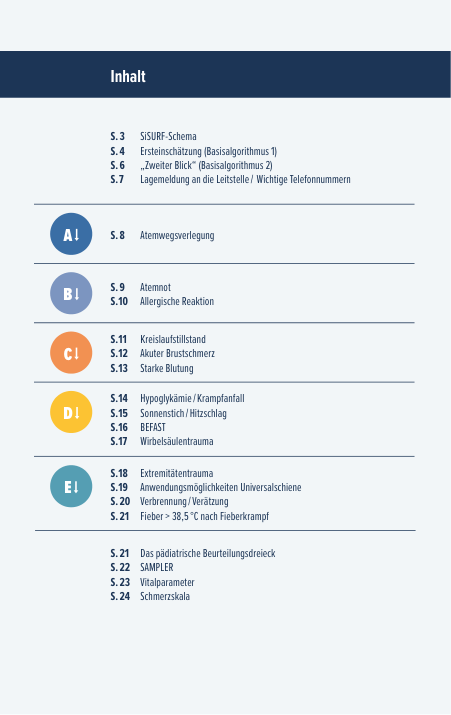 Inhalt
S. 3 SiSURF-Schema
S. 4 Ersteinschätzung (Basisalgorithmus 1)
S. 6 „Zweiter Blick“ (Basisalgorithmus 2)
S. 7 Lagemeldung an die Leitstelle / Wichtige Telefonnummern
A↓ S. 8 Atemwegsverlegung
B↓
S. 9 Atemnot
S. 10 Allergische Reaktion
S. 11 Kreislaufstillstand
C↓ S. 12 Akuter Brustschmerz
S. 13 Starke Blutung
S. 14 Hypoglykämie / Krampfanfall
D↓
S. 15 Sonnenstich / Hitzschlag
S. 16 BEFAST
S. 17 Wirbelsäulentrauma
S. 18 Extremitätentrauma
E↓ S. 19 Anwendungsmöglichkeiten Universalschiene
S. 20 Verbrennung / Verätzung
S. 21 Fieber > 38,5 °C nach Fieberkrampf
S. 21 Das pädiatrische Beurteilungsdreieck
S. 22 SAMPLER
S. 23 Vitalparameter
S. 24 Schmerzskala